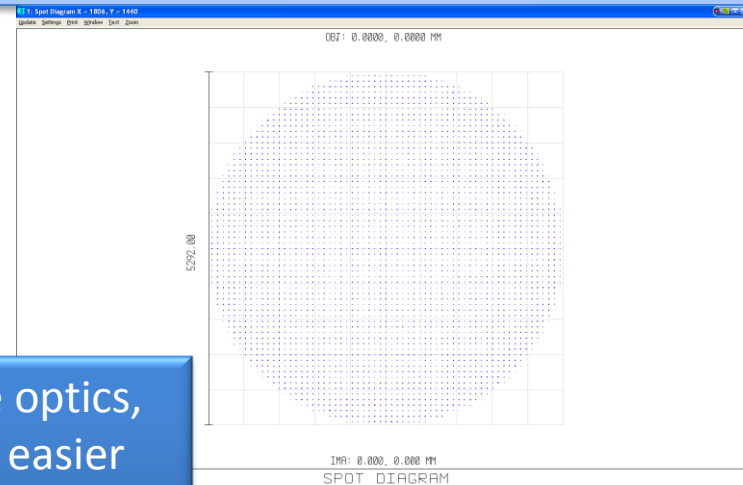 1: Spot Diagram X - 1806, Y - 1440
Update Settings Print Window Text Zoom
OBJ: 0.0000, 0.0000 MM
5292.00
optics,
easier
IMA: 0.000, 0.000 MM
SPOT DIAGRAM